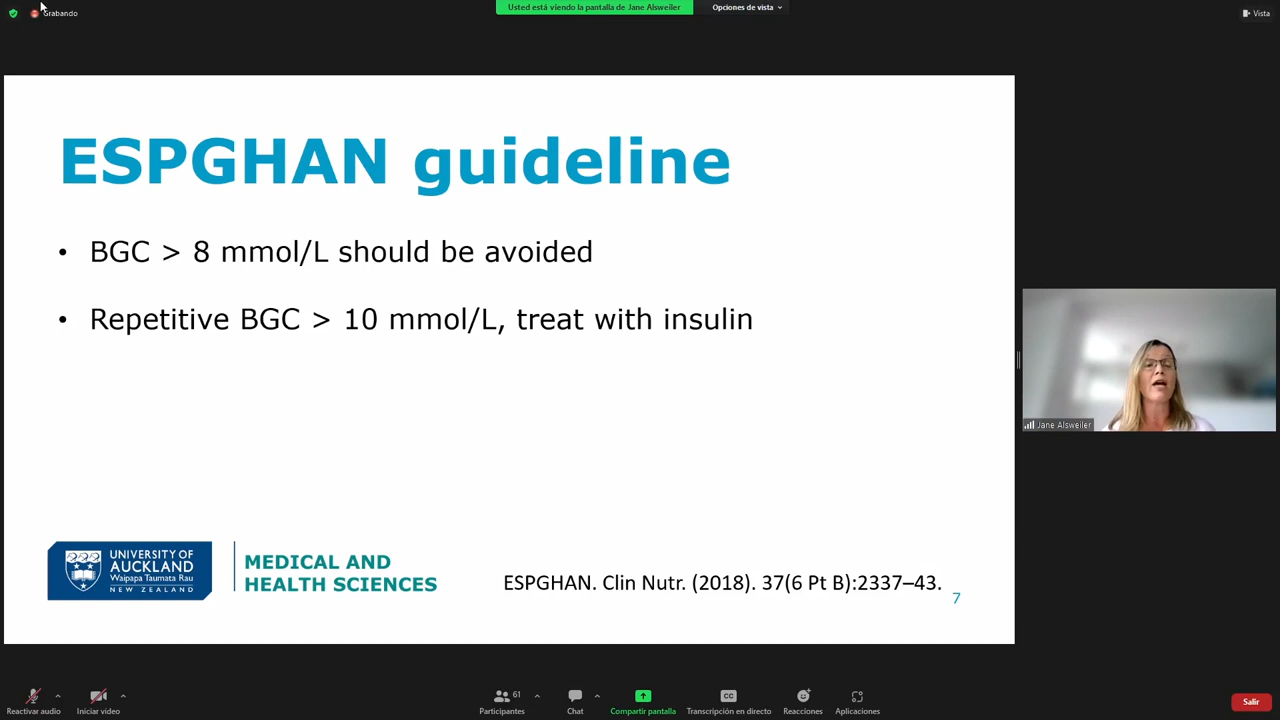 Grabando
Usted está viendo la pantalla de Jane Alsweiler
Opciones de vista
Vista
ESPGHAN guideline
• BGC > 8 mmol/L should be avoided
• Repetitive BGC > 10 mmol/L, treat with insulin
Jane Alsweiler
UNIVERSITY OF
AUCKLAND
Waipapa Taumata Rau
NEW ZEALAND
MEDICAL AND
HEALTH SCIENCES
ESPGHAN. Clin Nutr. (2018). 37(6 Pt B):2337–43.
7
Reactivar audio
Iniciar video
61
Participantes
Chat
Compartir pantalla
Transcripción en directo
Reacciones
Aplicaciones
Salir